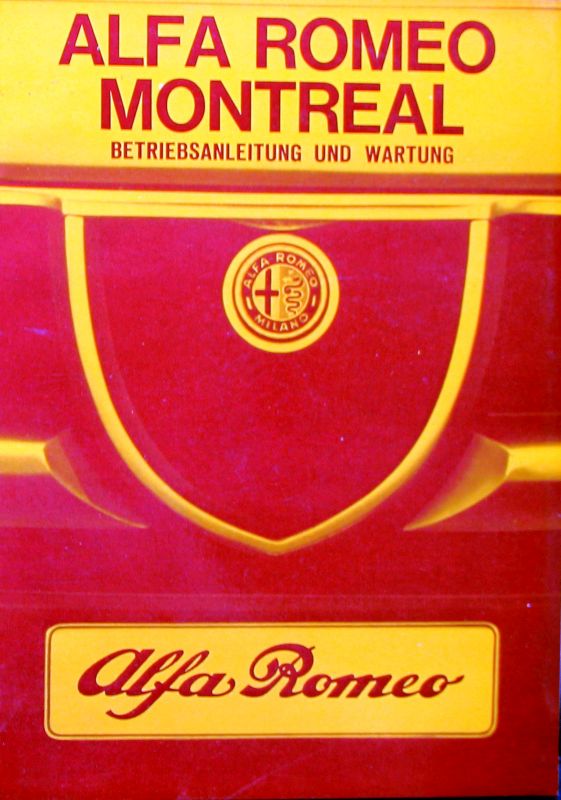 ALFA ROMEO
MONTREAL
BETRIEBSANLEITUNG UND WARTUNG
ALFA ROMEO
MILANO
Alfa Romeo